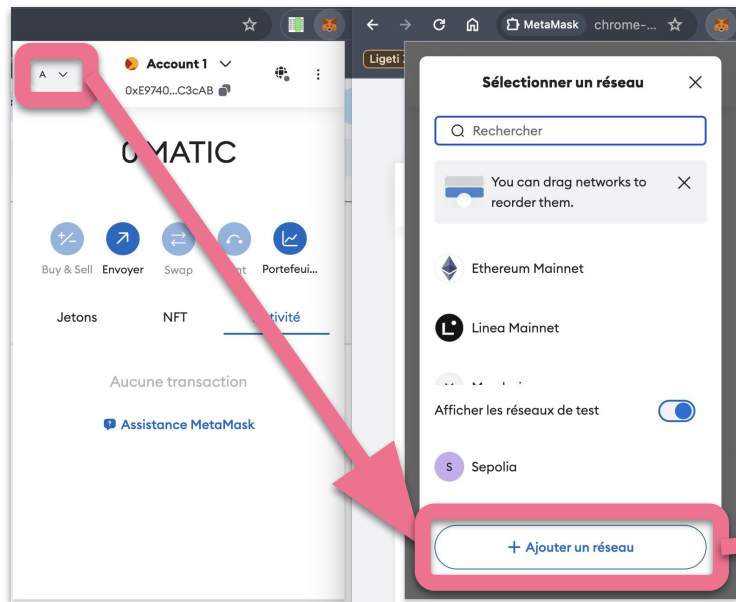 A
Account 1
0xE9740...C3cAB
MATIC
Buy & Sell
Envoyer
Swap
Portefeui...
Jetons
NFT
Aucune transaction
Assistance MetaMask
MetaMask
chrome-...
Ligeti
Sélectionner un réseau
Rechercher
You can drag networks to
reorder them.
Ethereum Mainnet
L
Linea Mainnet
Afficher les réseaux de test
S
Sepolia
+ Ajouter un réseau